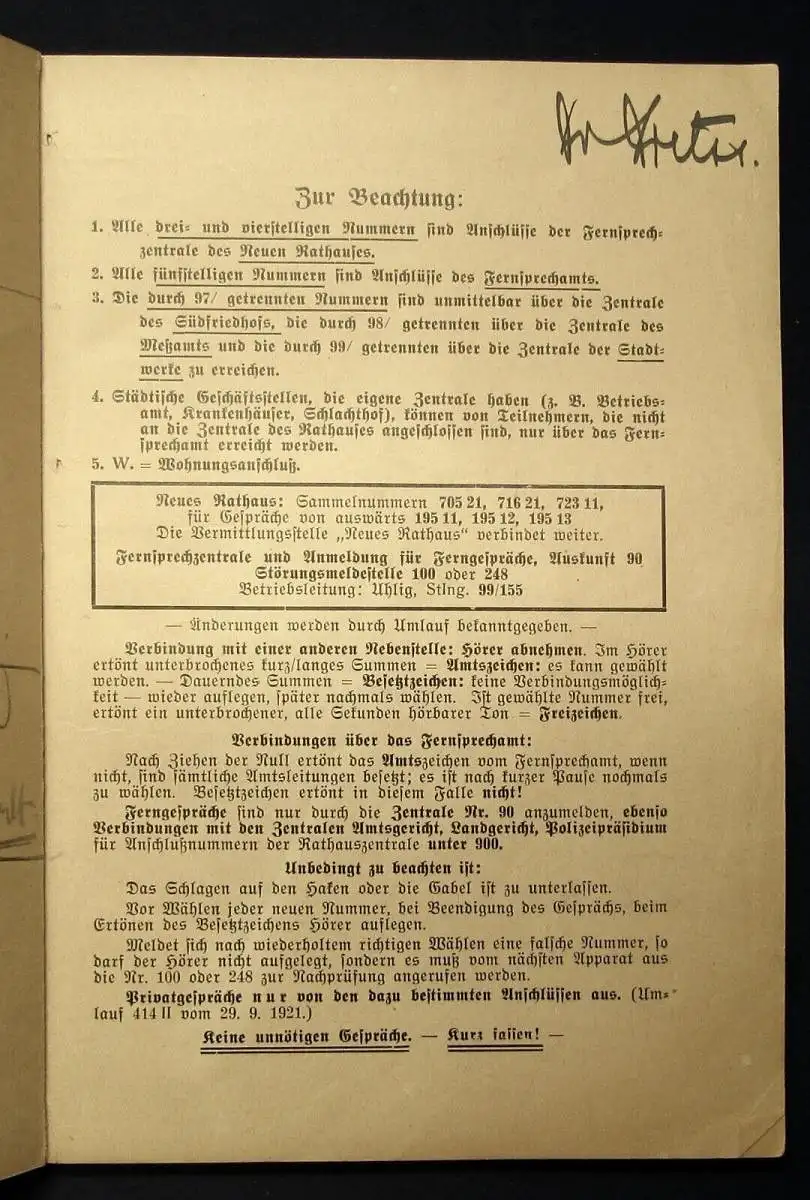 Zur Beachtung:
1. Alle drei= und vierstelligen Nummern sind Anschlüsse der Fernsprech=
zentrale des Neuen Rathauses.
2. Alle fünfstelligen Nummern sind Anschlüsse des Fernsprechamts.
3. Die durch 97/ getrennten Nummern sind unmittelbar über die Zentrale
des Südfriedhofs, die durch 98/ getrennten über die Zentrale des
Meßamts und die durch 99/ getrennten über die Zentrale der Stadt=
werke zu erreichen.
4. Städtische Geschäftsstellen, die eigene Zentrale haben (z. B. Betriebs=
amt, Krankenhäuser, Schlachthof), können von Teilnehmern, die nicht
an die Zentrale des Rathauses angeschlossen sind, nur über das Fern=
sprechamt erreicht werden.
5. W. = Wohnungsanschluß.
Neues Rathaus: Sammelnummern 705 21, 716 21, 723 11,
für Gespräche von auswärts 195 11, 195 12, 195 13
Die Vermittlungsstelle „Neues Rathaus" verbindet weiter.
Fernsprechzentrale und Anmeldung für Ferngespräche, Auskunft 90
Störungsmeldestelle 100 oder 248
Betriebsleitung: Uhlig, Stlng. 99/155
— Änderungen werden durch Umlauf bekanntgegeben. —
Verbindung mit einer anderen Nebenstelle: Hörer abnehmen. Im Hörer
ertönt unterbrochenes kurz/langes Summen = Amtszeichen: es kann gewählt
werden. — Dauerndes Summen = Besetztzeichen: keine Verbindungsmöglich=
keit — wieder auflegen, später nachmals wählen. Ist gewählte Nummer frei,
ertönt ein unterbrochener, alle Sekunden hörbarer Ton = Freizeichen.
Verbindungen über das Fernsprechamt:
Nach Ziehen der Null ertönt das Amtszeichen vom Fernsprechamt, wenn
nicht, sind sämtliche Amtsleitungen besetzt; es ist nach kurzer Pause nochmals
zu wählen. Besetztzeichen ertönt in diesem Falle nicht!
Ferngespräche sind nur durch die Zentrale Nr. 90 anzumelden, ebenso
Verbindungen mit den Zentralen Amtsgericht, Landgericht, Polizeipräsidium
für Anschlußnummern der Rathauszentrale unter 900.
Unbedingt zu beachten ist:
Das Schlagen auf den Haken oder die Gabel ist zu unterlassen.
Vor Wählen jeder neuen Nummer, bei Beendigung des Gesprächs, beim
Ertönen des Besetztzeichens Hörer auflegen.
Meldet sich nach wiederholtem richtigen Wählen eine falsche Nummer, so
darf der Hörer nicht aufgelegt, sondern es muß vom nächsten Apparat aus
die Nr. 100 oder 248 zur Nachprüfung angerufen werden.
Privatgespräche nur von den dazu bestimmten Anschlüssen aus. (Um=
lauf 414 II vom 29. 9. 1921.)
Keine unnötigen Gespräche. — Kurz fassen! —